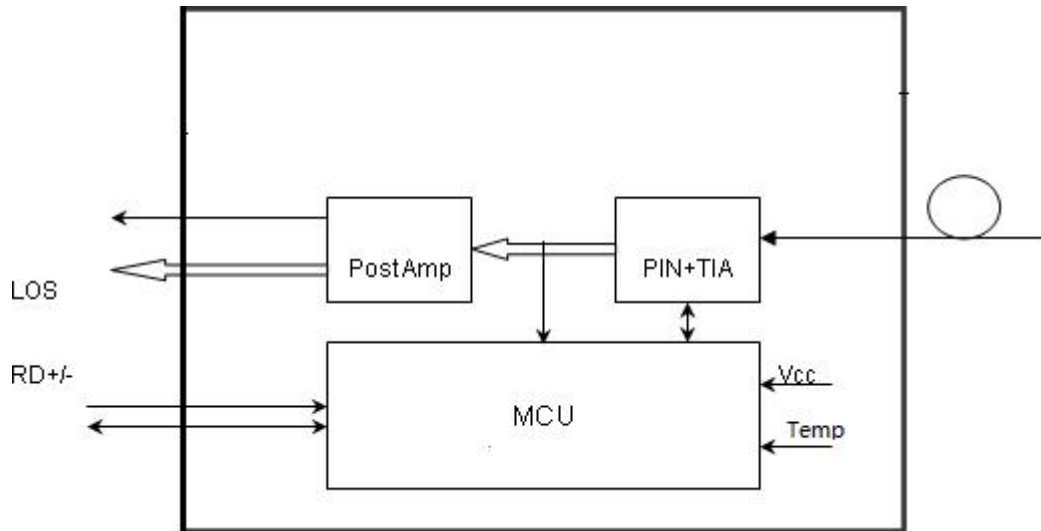 PostAmp
PIN+TIA
LOS
RD+/-
Vcc
MCU
Temp